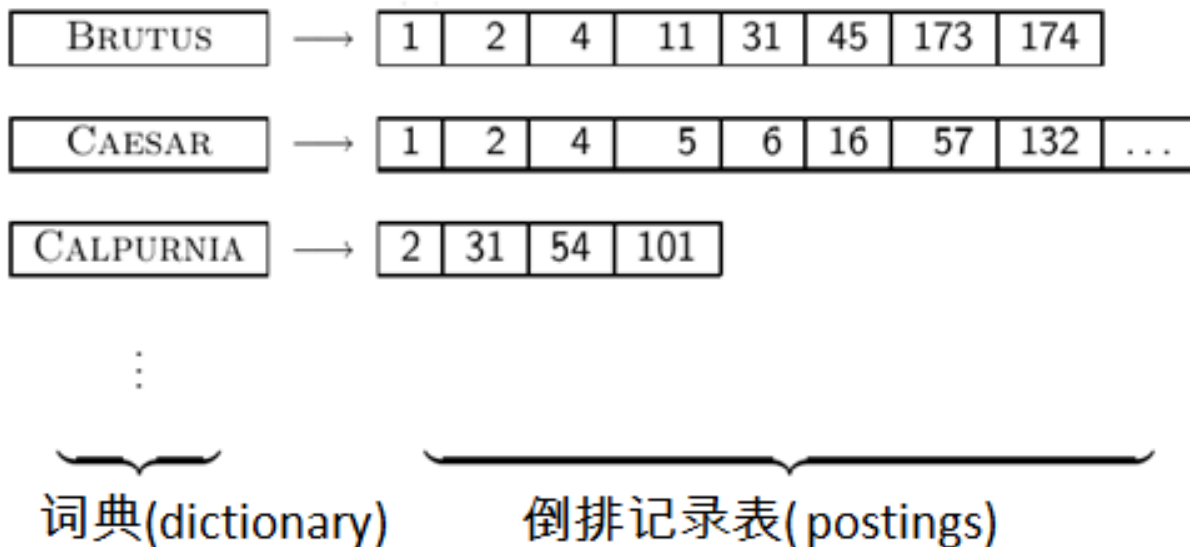 BRUTUS → 1 2 4 11 31 45 173 174
CAESAR → 1 2 4 5 6 16 57 132 ...
CALPURNIA → 2 31 54 101
⋮
词典(dictionary) 倒排记录表(postings)